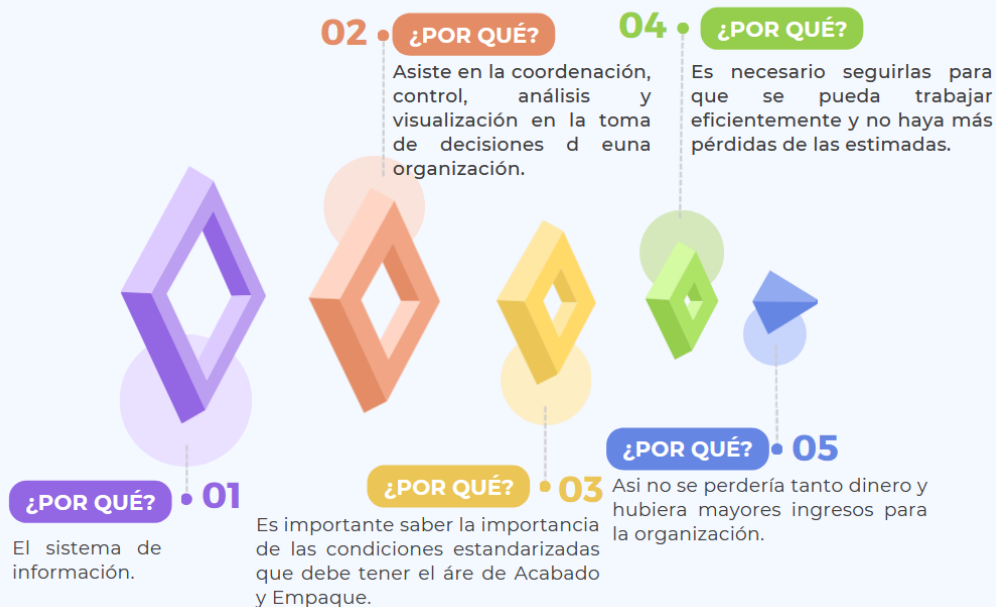 01
¿POR QUÉ?
El sistema de
información.
02
¿POR QUÉ?
Asiste en la coordenación,
control, análisis y
visualización en la toma
de decisiones d euna
organización.
03
¿POR QUÉ?
Es importante saber la importancia
de las condiciones estandarizadas
que debe tener el áre de Acabado
y Empaque.
04
¿POR QUÉ?
Es necesario seguirlas para
que se pueda trabajar
eficientemente y no haya más
pérdidas de las estimadas.
05
¿POR QUÉ?
Asi no se perdería tanto dinero y
hubiera mayores ingresos para
la organización.